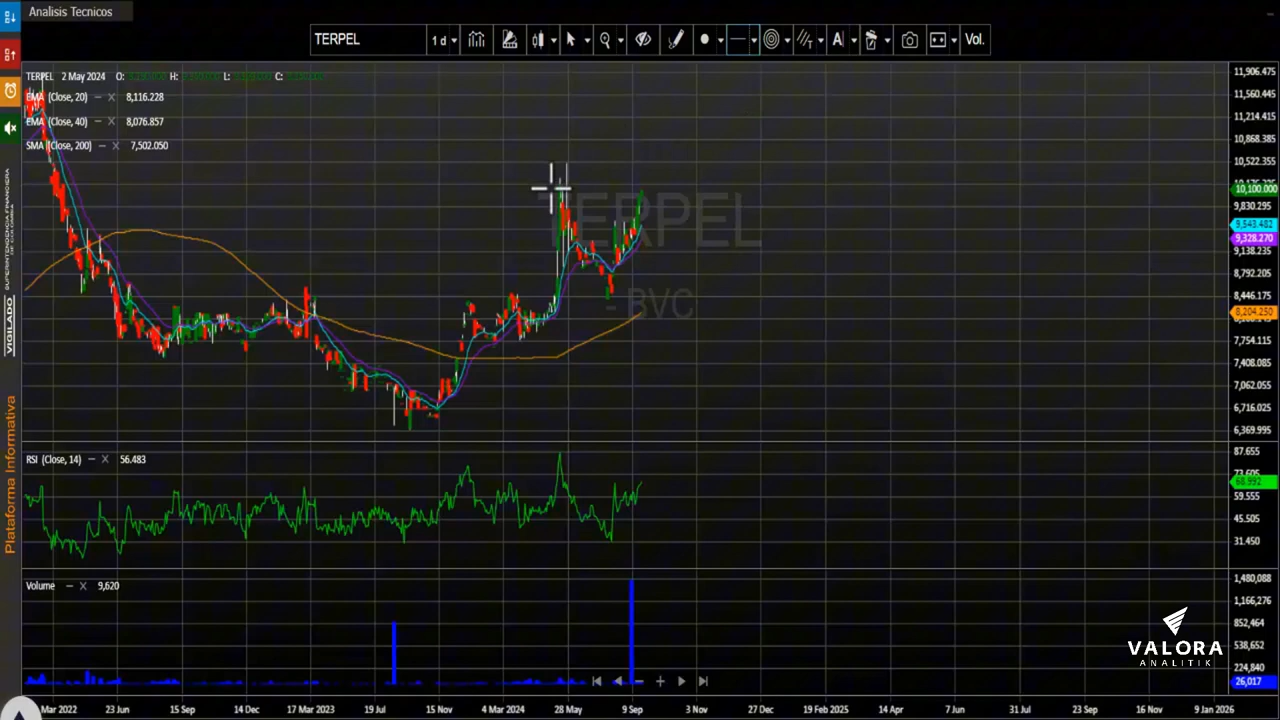 Analisis Tecnicos
TERPEL
1 d
T
A
Vol.
TERPEL 2 May 2024 O: H: L: C:
EMA (Close, 20) 8,116.228
EMA (Close, 40) 8,076.857
SMA (Close, 200) 7,502.050
TERPEL
- BVC
11,906.475
11,560.445
11,214.415
10,868.385
10,522.355
10,100.000
9,830.295
9,543.482
9,328.270
9,138.235
8,792.205
8,446.175
8,204.250
7,754.115
7,408.085
7,062.055
6,716.025
6,369.995
RSI (Close, 14) 56.483
87.655
73.605
68.992
59.555
45.505
31.450
Volume 9,620
1,480,088
1,166,276
852,464
538,652
224,840
26,017
VIGILADO
SUPERINTENDENCIA FINANCIERA
Plataforma Informativa
VALORA
ANALITIK
Mar 2022 23 Jun 15 Sep 14 Dec 17 Mar 2023 19 Jul 15 Nov 4 Mar 2024 28 May 9 Sep 3 Nov 27 Dec 19 Feb 2025 14 Apr 7 Jun 31 Jul 23 Sep 16 Nov 9 Jan 2026